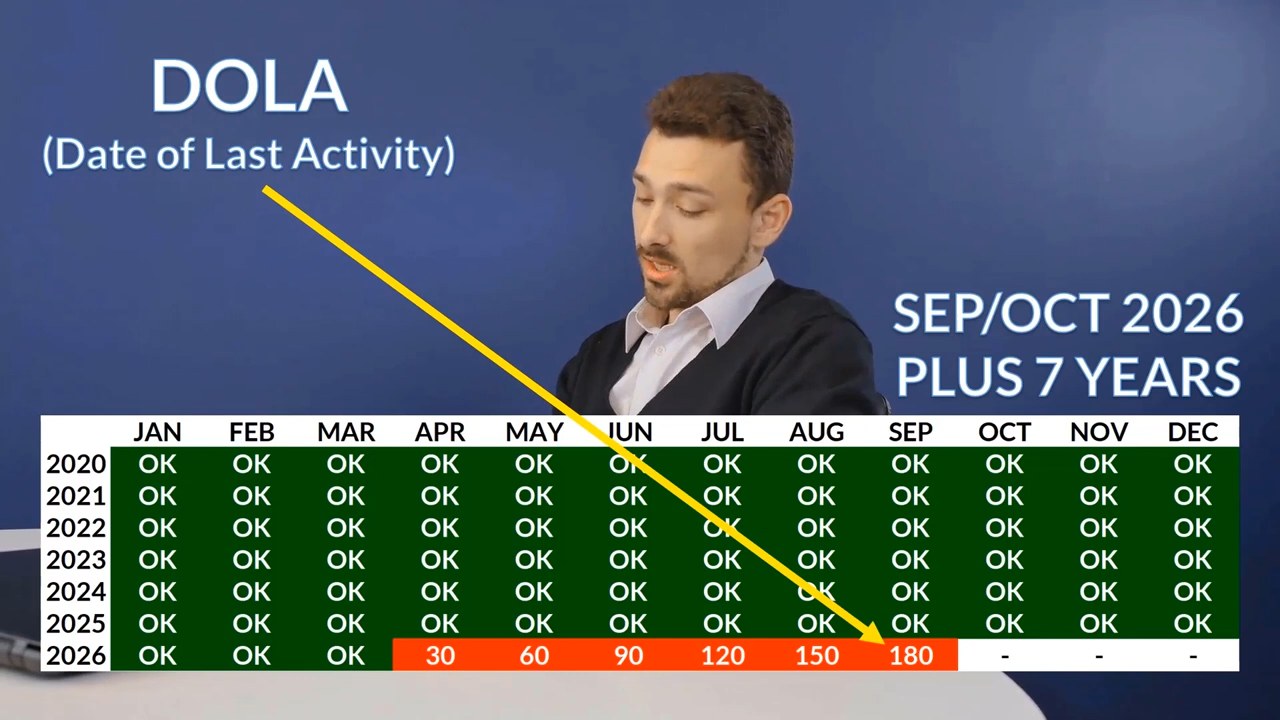 DOLA
(Date of Last Activity)
SEP/OCT 2026
PLUS 7 YEARS
JAN FEB MAR APR MAY JUN JUL AUG SEP OCT NOV DEC
2020 OK OK OK OK OK OK OK OK OK OK OK OK
2021 OK OK OK OK OK OK OK OK OK OK OK OK
2022 OK OK OK OK OK OK OK OK OK OK OK OK
2023 OK OK OK OK OK OK OK OK OK OK OK OK
2024 OK OK OK OK OK OK OK OK OK OK OK OK
2025 OK OK OK OK OK OK OK OK OK OK OK OK
2026 OK OK OK 30 60 90 120 150 180 - - -